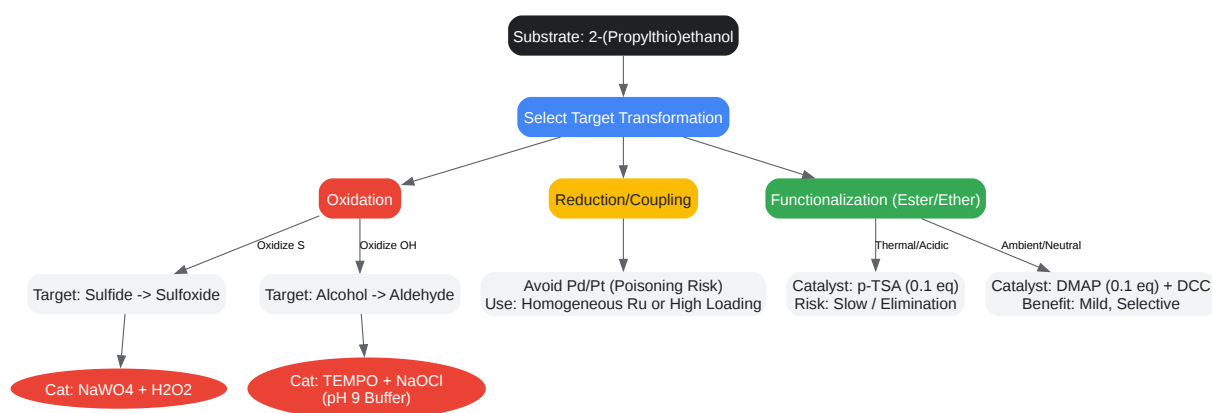 Substrate: 2-(Propylthio)ethanol
Select Target Transformation
Oxidation
Reduction/Coupling
Functionalization (Ester/Ether)
Oxidize S
Oxidize OH
Thermal/Acidic
Ambient/Neutral
Target: Sulfide -> Sulfoxide
Target: Alcohol -> Aldehyde
Avoid Pd/Pt (Poisoning Risk)
Use: Homogeneous Ru or High Loading
Catalyst: p-TSA (0.1 eq)
Risk: Slow / Elimination
Catalyst: DMAP (0.1 eq) + DCC
Benefit: Mild, Selective
Cat: NaWO4 + H2O2
Cat: TEMPO + NaOCl
(pH 9 Buffer)